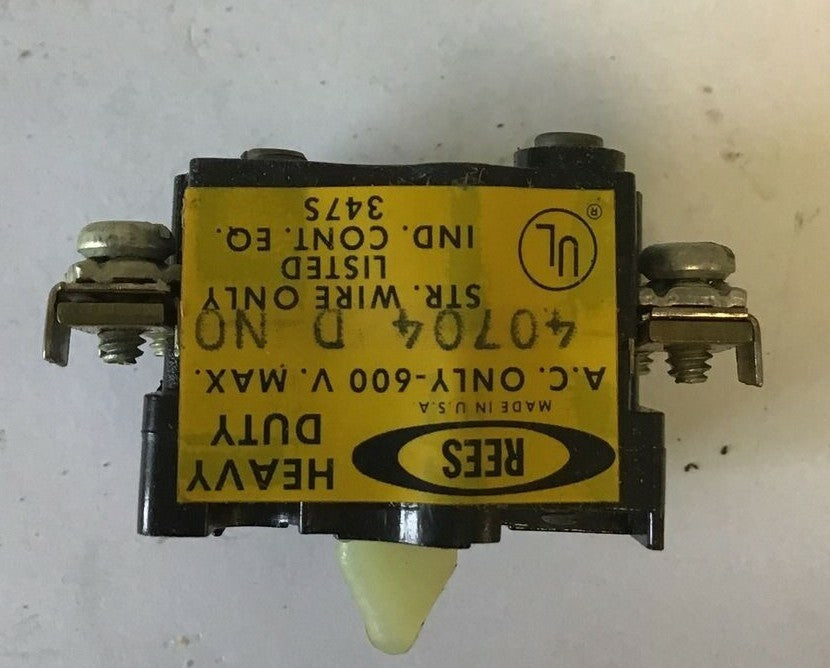 REES
HEAVY
DUTY
MADE IN U.S.A
A.C. ONLY-600 V. MAX.
40704 D NO
STR. WIRE ONLY
LISTED
UL IND. CONT. EQ.
® 347S